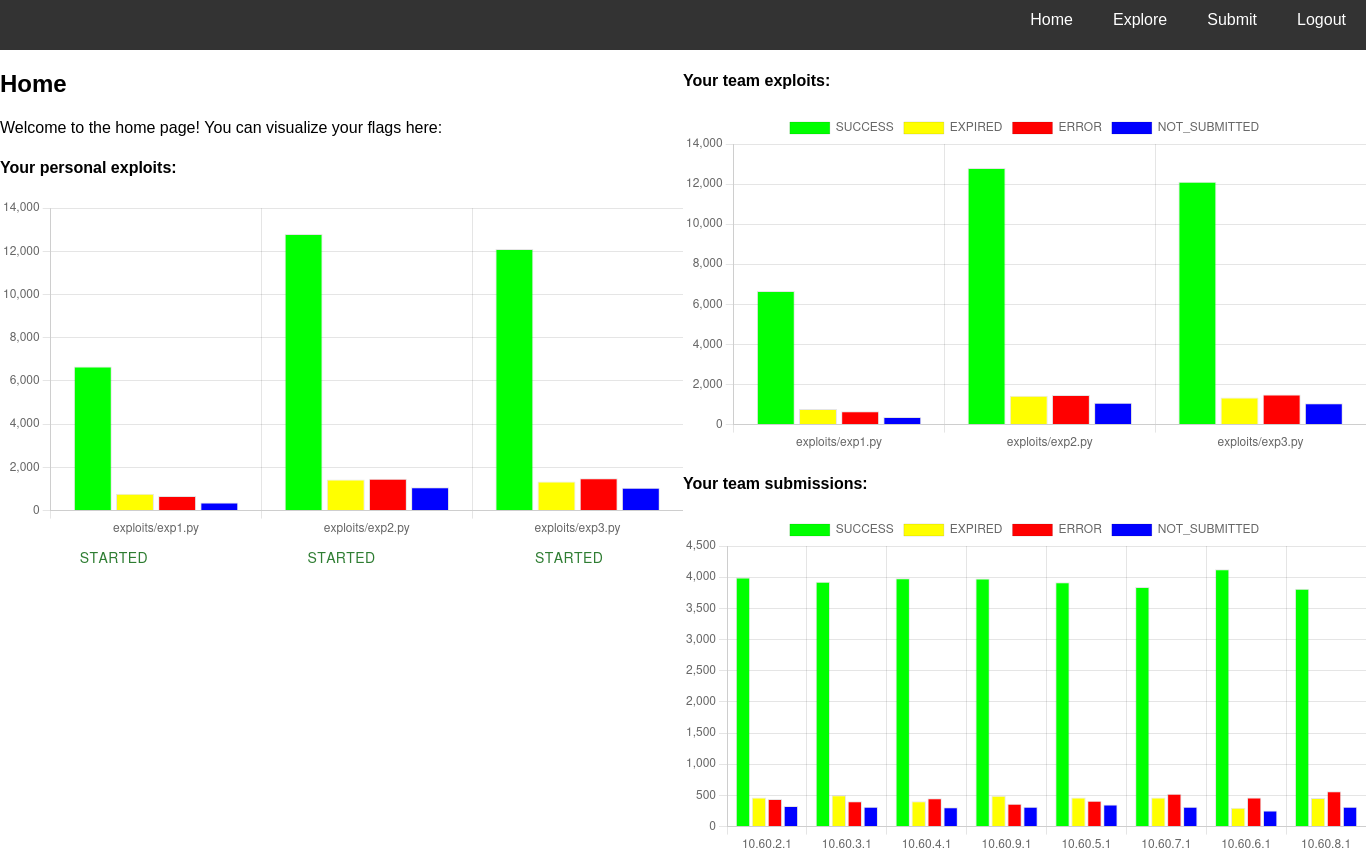 Home Explore Submit Logout
Home
Welcome to the home page! You can visualize your flags here:
Your personal exploits:
14,000
12,000
10,000
8,000
6,000
4,000
2,000
0
exploits/exp1.py exploits/exp2.py exploits/exp3.py
STARTED STARTED STARTED
Your team exploits:
SUCCESS EXPIRED ERROR NOT_SUBMITTED
14,000
12,000
10,000
8,000
6,000
4,000
2,000
0
exploits/exp1.py exploits/exp2.py exploits/exp3.py
Your team submissions:
SUCCESS EXPIRED ERROR NOT_SUBMITTED
4,500
4,000
3,500
3,000
2,500
2,000
1,500
1,000
500
0
10.60.2.1 10.60.3.1 10.60.4.1 10.60.9.1 10.60.5.1 10.60.7.1 10.60.6.1 10.60.8.1